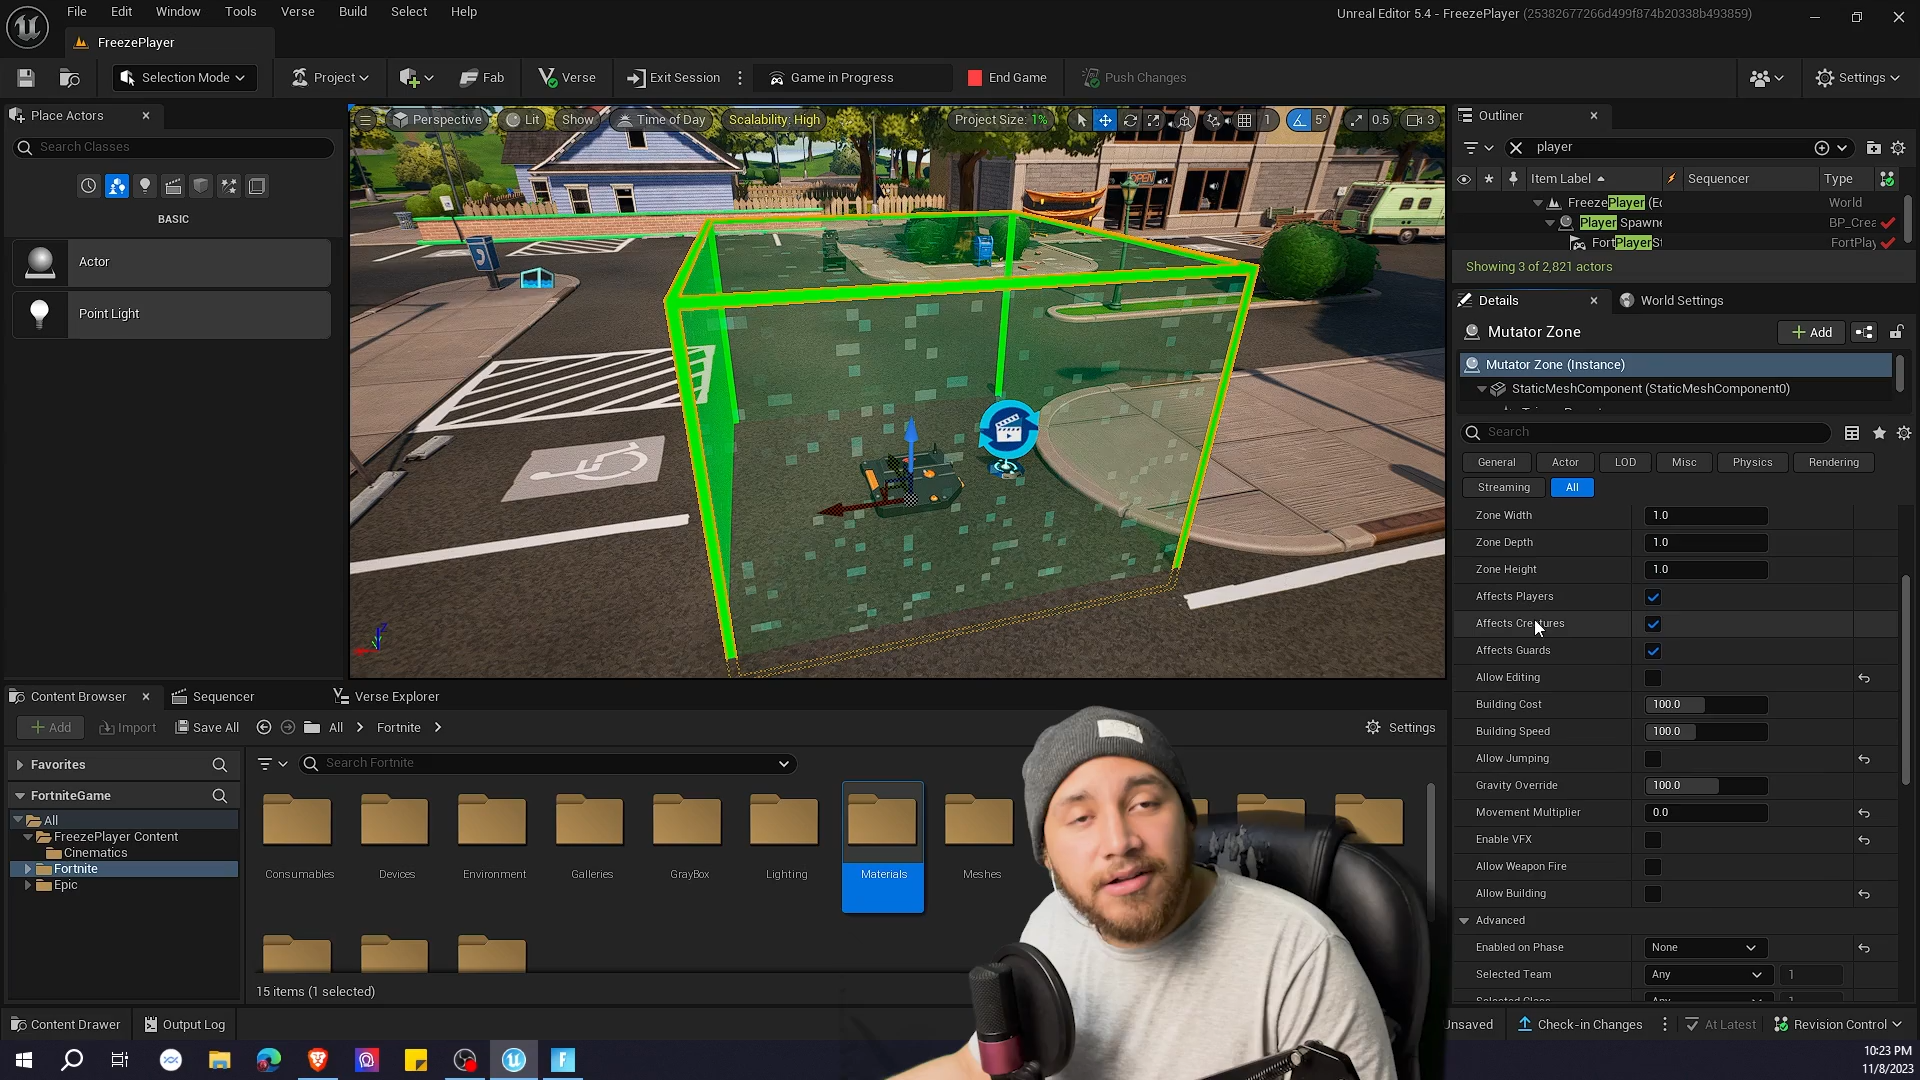 File Edit Window Tools Verse Build Select Help
Unreal Editor 5.4 - FreezePlayer (25382677266d499f874b20338b493859)
FreezePlayer
Selection Mode Project Fab Verse Exit Session Game in Progress End Game Push Changes Settings
Place Actors
Search Classes
BASIC
Actor
Point Light
Perspective Lit Show Time of Day Scalability: High Project Size: 1% 1 5° 0.5 3
OPEN
Outliner
player
Item Label Sequencer Type
FreezePlayer (Ec World
Player Spawne BP_Crea
FortPlayerSt FortPlay
Showing 3 of 2,821 actors
Details World Settings
Mutator Zone Add
Mutator Zone (Instance)
StaticMeshComponent (StaticMeshComponent0)
Search
General Actor LOD Misc Physics Rendering
Streaming All
Zone Width 1.0
Zone Depth 1.0
Zone Height 1.0
Affects Players
Affects Creatures
Affects Guards
Allow Editing
Building Cost 100.0
Building Speed 100.0
Allow Jumping
Gravity Override 100.0
Movement Multiplier 0.0
Enable VFX
Allow Weapon Fire
Allow Building
Advanced
Enabled on Phase None
Selected Team Any 1
Content Browser Sequencer Verse Explorer
Add Import Save All All Fortnite Settings
Favorites
FortniteGame
All
FreezePlayer Content
Cinematics
Fortnite
Epic
Search Fortnite
Consumables Devices Environment Galleries GrayBox Lighting Materials Meshes
15 items (1 selected)
Content Drawer Output Log
Unsaved Check-in Changes At Latest Revision Control
10:23 PM
11/8/2023